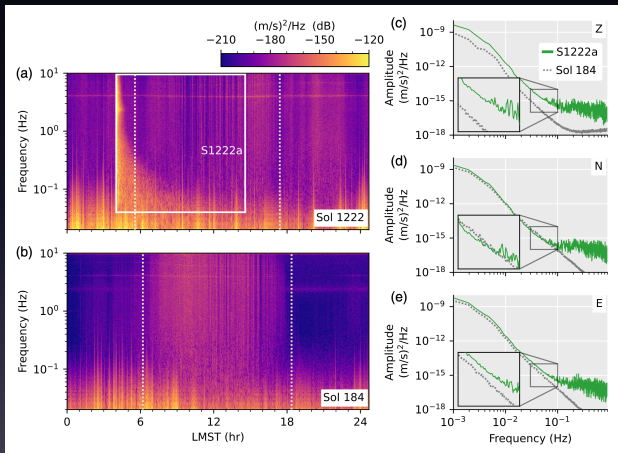 (m/s)²/Hz (dB)
−210 −180 −150 −120
(a)
10¹
10⁰
10⁻¹
Frequency (Hz)
S1222a
Sol 1222
(b)
10¹
10⁰
10⁻¹
Frequency (Hz)
Sol 184
0 6 12 18 24
LMST (hr)
(c)
Z
10⁻⁹
10⁻¹²
10⁻¹⁵
10⁻¹⁸
Amplitude
(m/s)²/Hz
S1222a
Sol 184
(d)
N
10⁻⁹
10⁻¹²
10⁻¹⁵
10⁻¹⁸
Amplitude
(m/s)²/Hz
(e)
E
10⁻⁹
10⁻¹²
10⁻¹⁵
10⁻¹⁸
Amplitude
(m/s)²/Hz
10⁻³ 10⁻² 10⁻¹
Frequency (Hz)